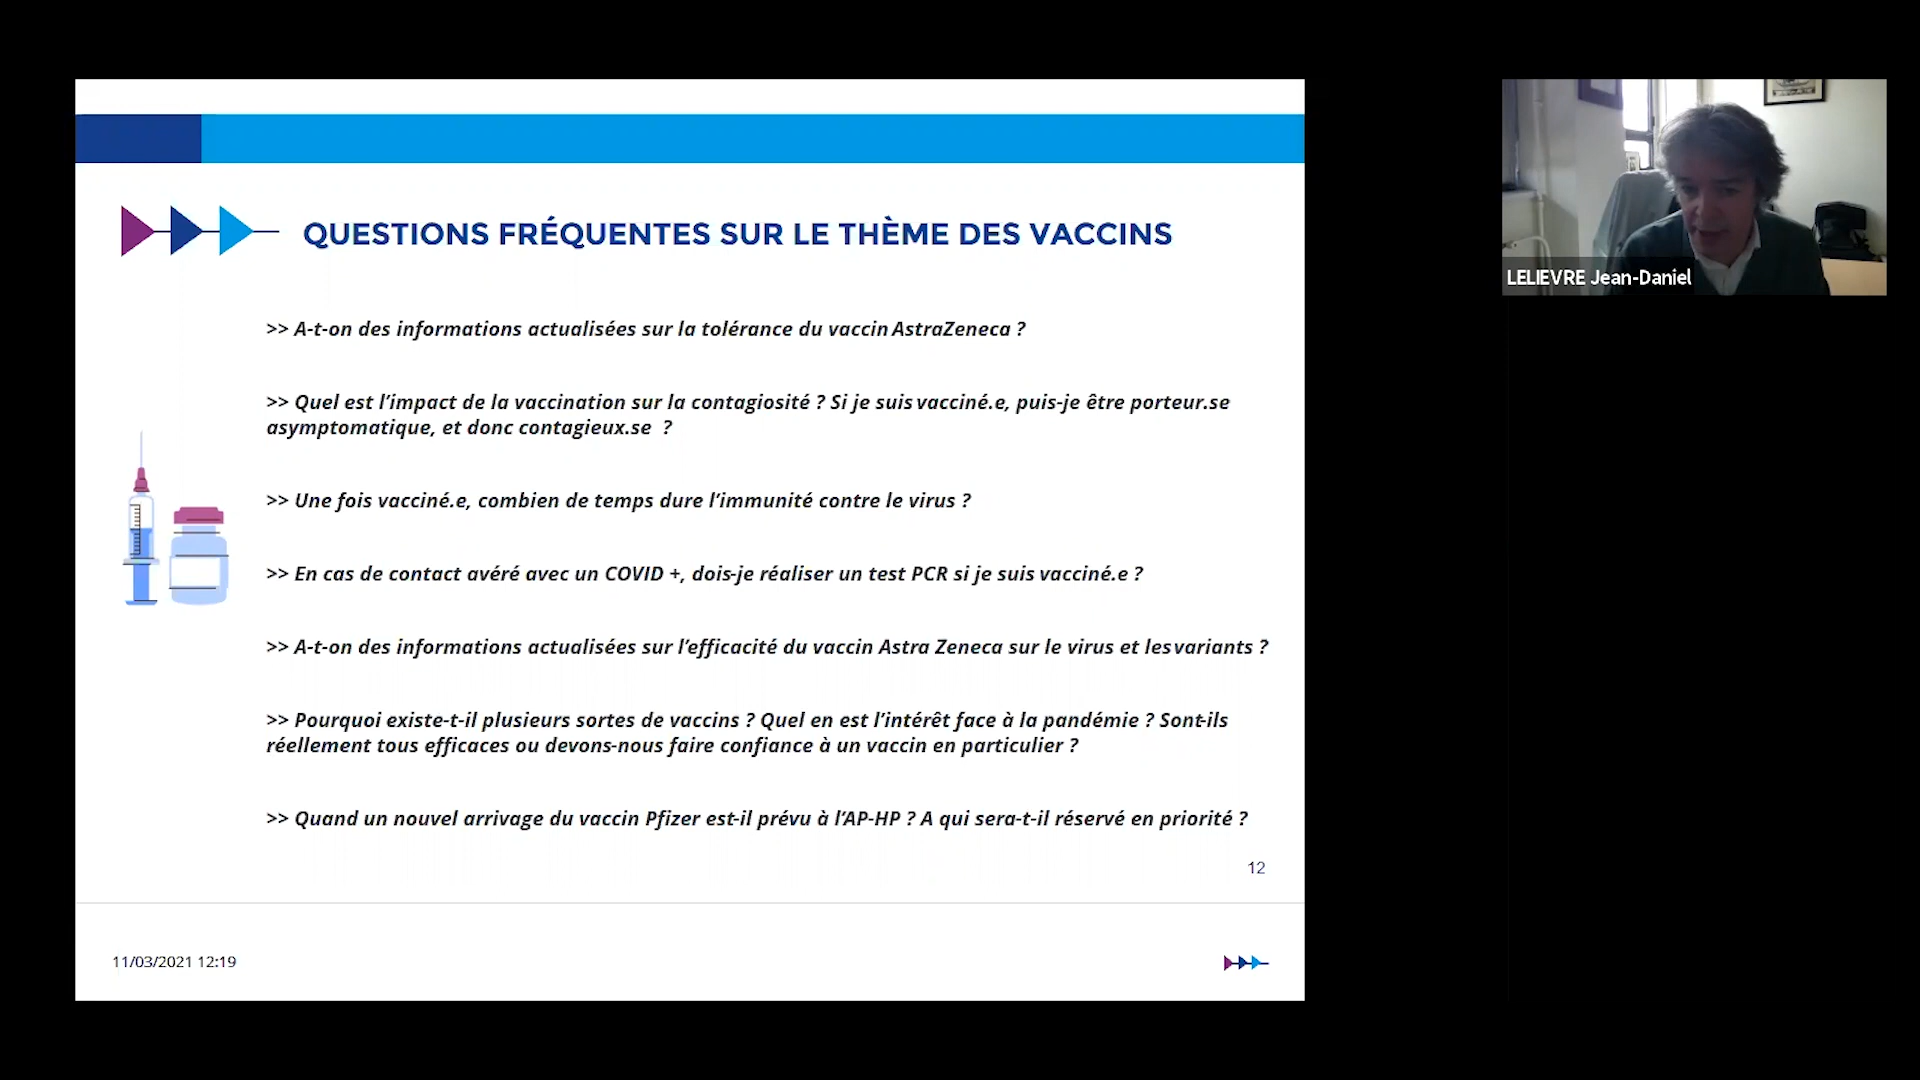 QUESTIONS FRÉQUENTES SUR LE THÈME DES VACCINS
>> A-t-on des informations actualisées sur la tolérance du vaccin AstraZeneca ?
>> Quel est l'impact de la vaccination sur la contagiosité ? Si je suis vacciné.e, puis-je être porteur.se
asymptomatique, et donc contagieux.se ?
>> Une fois vacciné.e, combien de temps dure l'immunité contre le virus ?
>> En cas de contact avéré avec un COVID +, dois-je réaliser un test PCR si je suis vacciné.e ?
>> A-t-on des informations actualisées sur l'efficacité du vaccin Astra Zeneca sur le virus et les variants ?
>> Pourquoi existe-t-il plusieurs sortes de vaccins ? Quel en est l'intérêt face à la pandémie ? Sont-ils
réellement tous efficaces ou devons-nous faire confiance à un vaccin en particulier ?
>> Quand un nouvel arrivage du vaccin Pfizer est-il prévu à l'AP-HP ? A qui sera-t-il réservé en priorité ?
12
11/03/2021 12:19
LELIEVRE Jean-Daniel